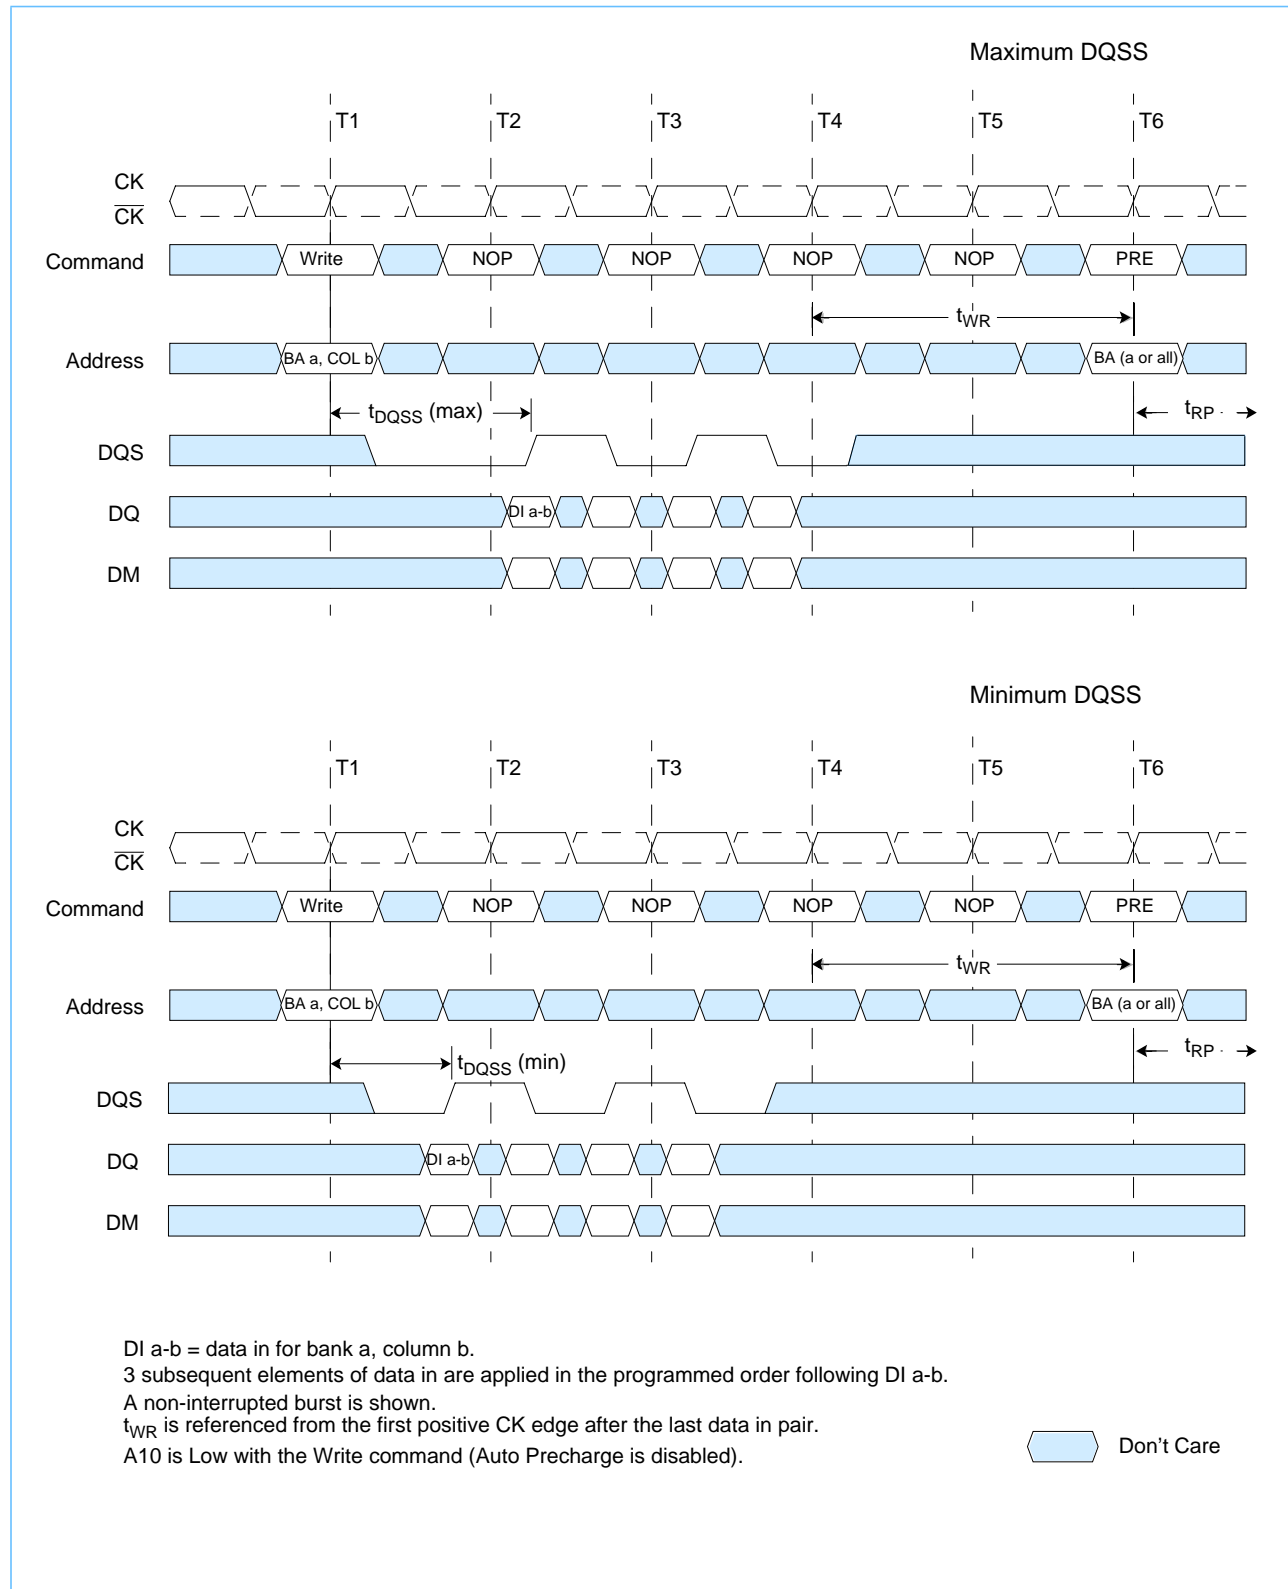 Maximum DQSS
T1 T2 T3 T4 T5 T6
CK
CK
Command Write NOP NOP NOP NOP PRE
tWR
Address BA a, COL b BA (a or all)
tDQSS (max) tRP
DQS
DQ DI a-b
DM
Minimum DQSS
T1 T2 T3 T4 T5 T6
CK
CK
Command Write NOP NOP NOP NOP PRE
tWR
Address BA a, COL b BA (a or all)
tDQSS (min) tRP
DQS
DQ DI a-b
DM
DI a-b = data in for bank a, column b.
3 subsequent elements of data in are applied in the programmed order following DI a-b.
A non-interrupted burst is shown.
tWR is referenced from the first positive CK edge after the last data in pair.
A10 is Low with the Write command (Auto Precharge is disabled).
Don't Care